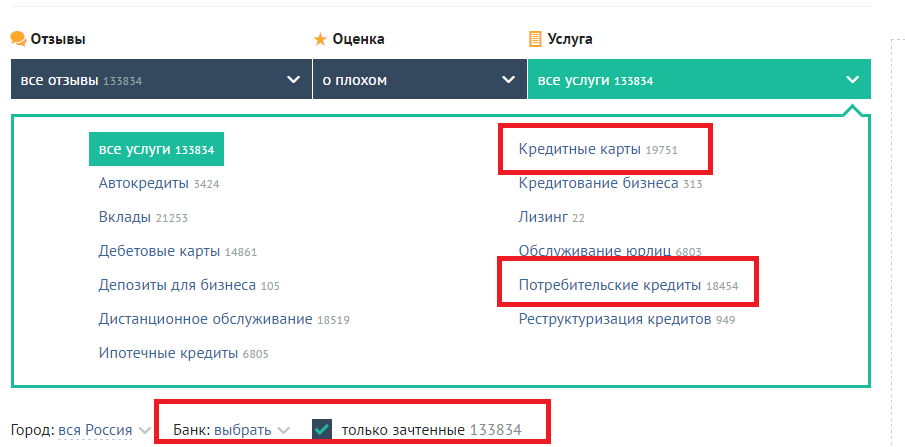 Отзывы Оценка Услуга
все отзывы 133834 о плохом все услуги 133834
все услуги 133834 Кредитные карты 19751
Автокредиты 3424 Кредитование бизнеса 313
Вклады 21253 Лизинг 22
Дебетовые карты 14861 Обслуживание юрлиц 6803
Депозиты для бизнеса 105 Потребительские кредиты 18454
Дистанционное обслуживание 18519 Реструктуризация кредитов 949
Ипотечные кредиты 6805
Город: вся Россия Банк: выбрать только зачтенные 133834